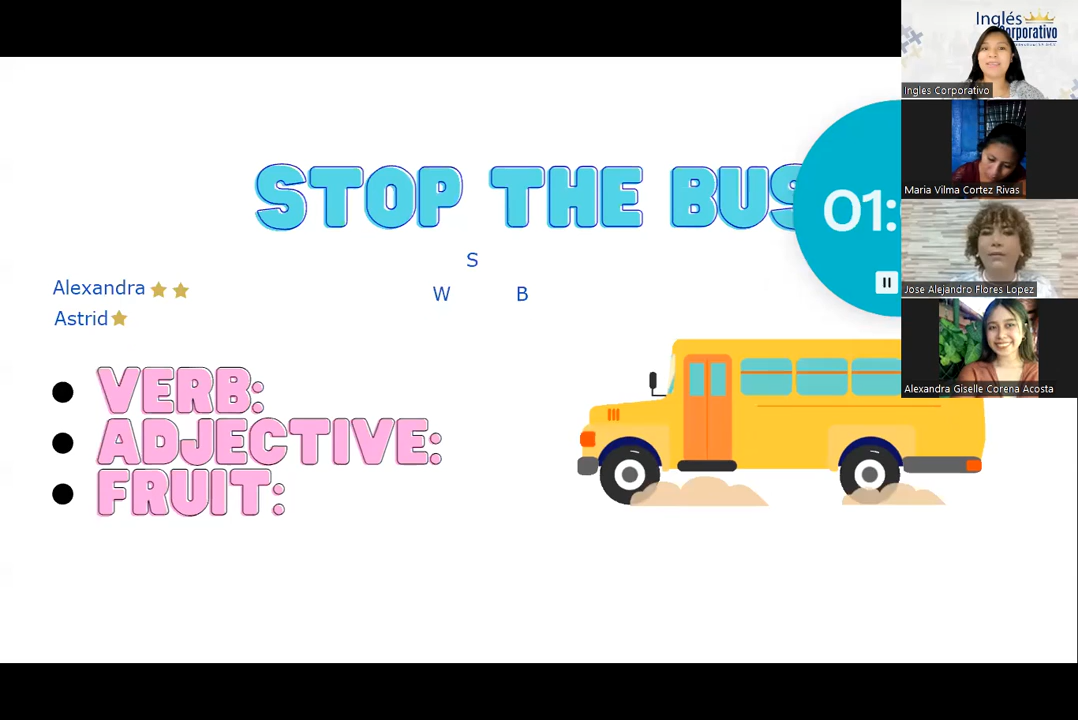 STOP THE BUS
S
W B
Alexandra
Astrid
VERB:
ADJECTIVE:
FRUIT:
01:
Inglés
Corporativo
Ingles Corporativo
Maria Vilma Cortez Rivas
Jose Alejandro Flores Lopez
Alexandra Giselle Corena Acosta